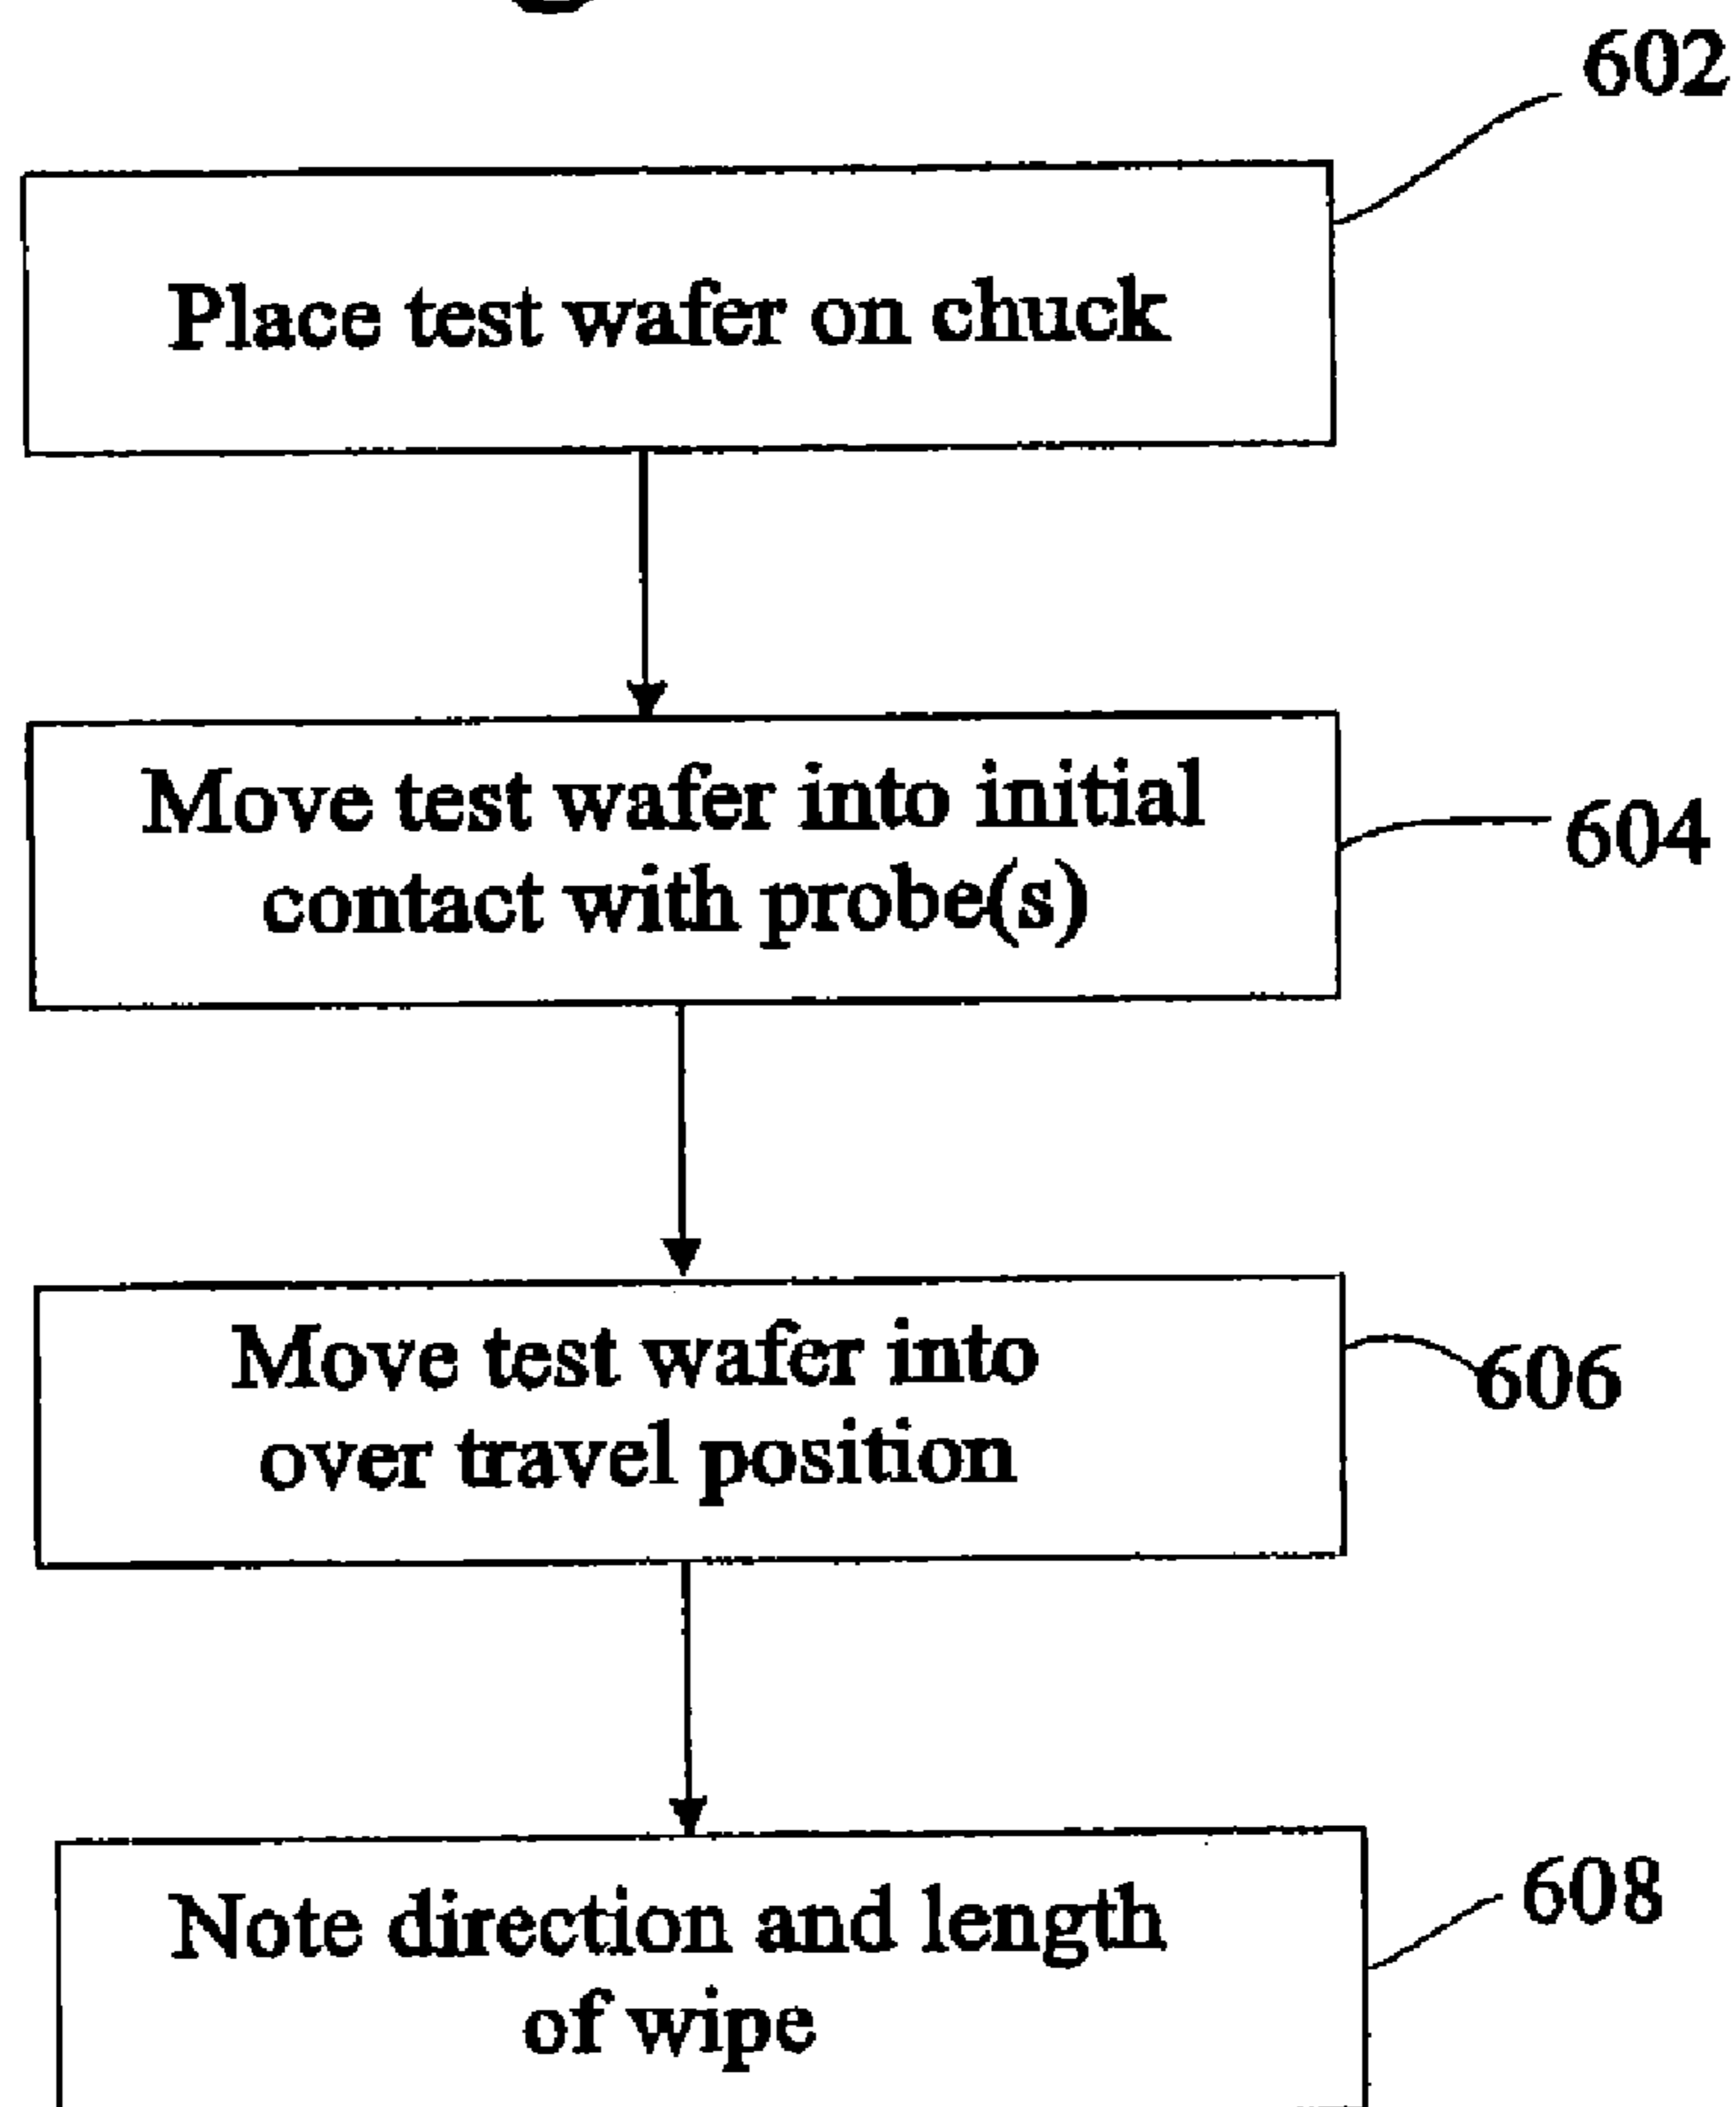 602
Place test wafer on chuck
Move test wafer into initial
contact with probe(s)
604
Move test wafer into
over travel position
606
Note direction and length
of wipe
608